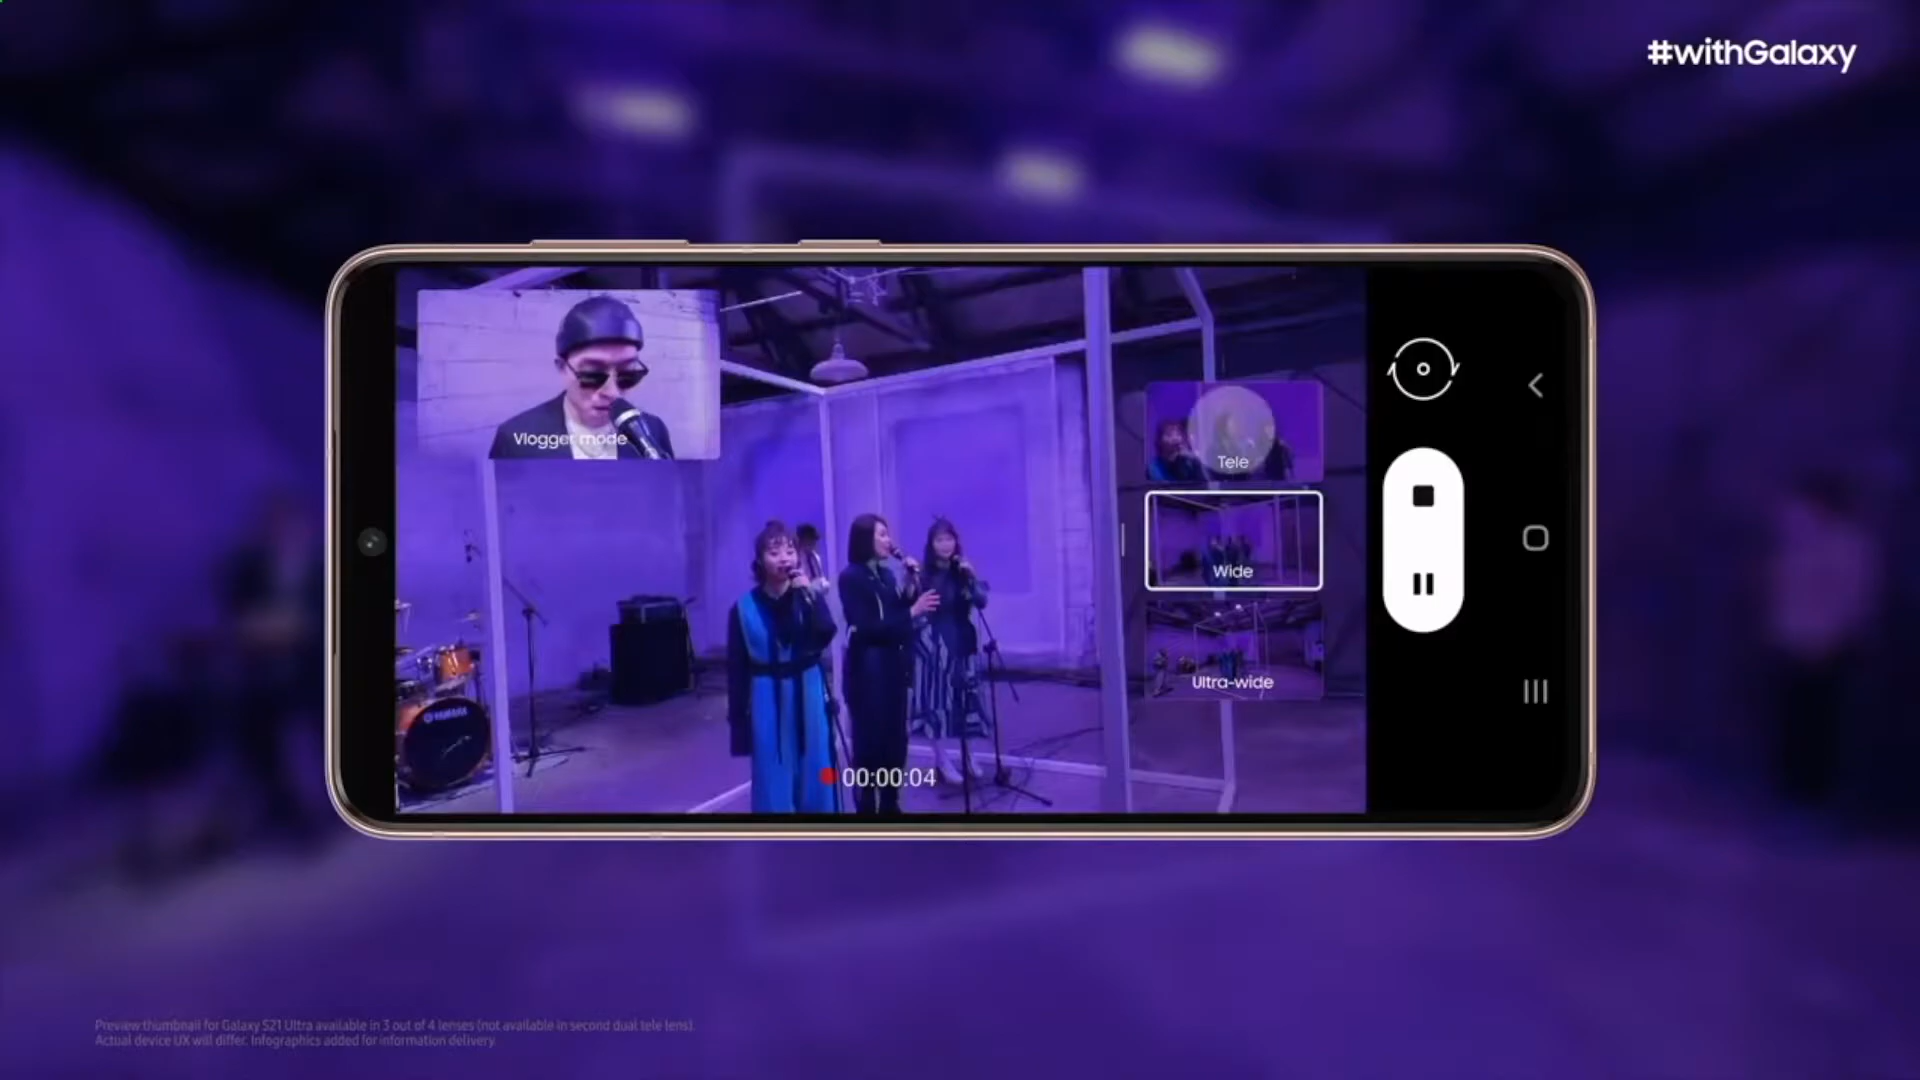 #withGalaxy
Vlogger mode
Tele
Wide
Ultra-wide
YAMAHA
00:00:04
Preview thumbnail for Galaxy S21 Ultra available in 3 out of 4 lenses (not available in second dual tele lens).
Actual device UX will differ. Infographics added for information delivery.